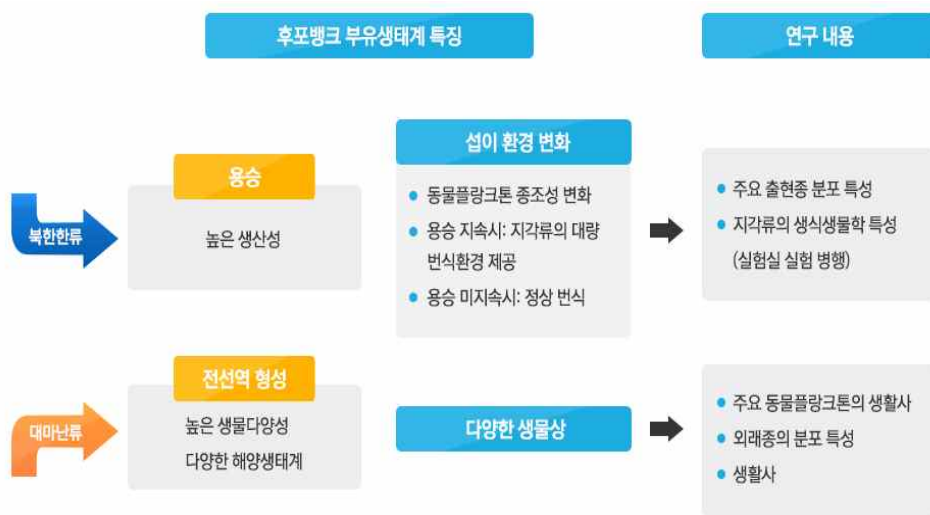 후포뱅크 부유생태계 특징
연구 내용
북한한류
용승
높은 생산성
섭이 환경 변화
동물플랑크톤 종조성 변화
용승 지속시: 지각류의 대량
번식환경 제공
용승 미지속시: 정상 번식
주요 출현종 분포 특성
지각류의 생식생물학 특성
(실험실 실험 병행)
대마난류
전선역 형성
높은 생물다양성
다양한 해양생태계
다양한 생물상
주요 동물플랑크톤의 생활사
외래종의 분포 특성
생활사